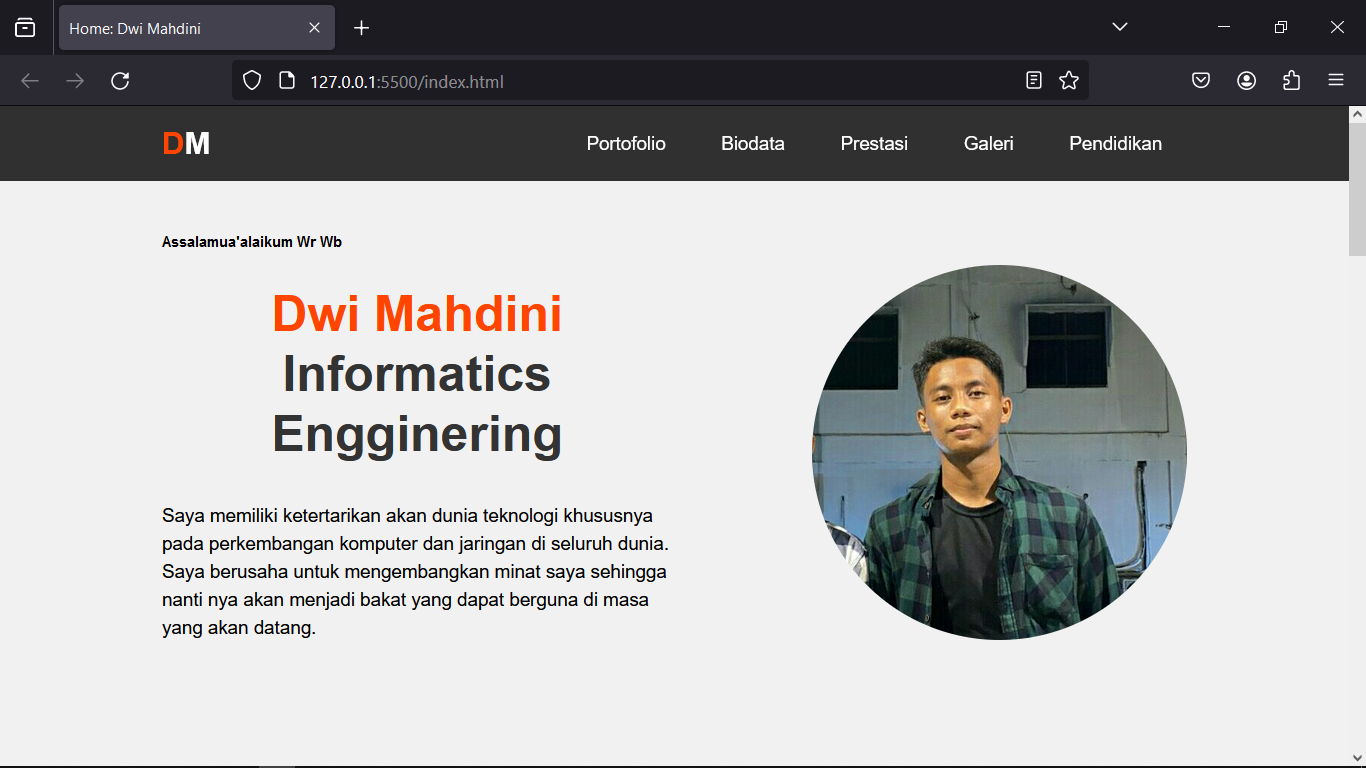 Home: Dwi Mahdini
127.0.0.1:5500/index.html
DM
Portofolio
Biodata
Prestasi
Galeri
Pendidikan
Assalamua'alaikum Wr Wb
Dwi Mahdini
Informatics
Engginering
Saya memiliki ketertarikan akan dunia teknologi khususnya
pada perkembangan komputer dan jaringan di seluruh dunia.
Saya berusaha untuk mengembangkan minat saya sehingga
nanti nya akan menjadi bakat yang dapat berguna di masa
yang akan datang.